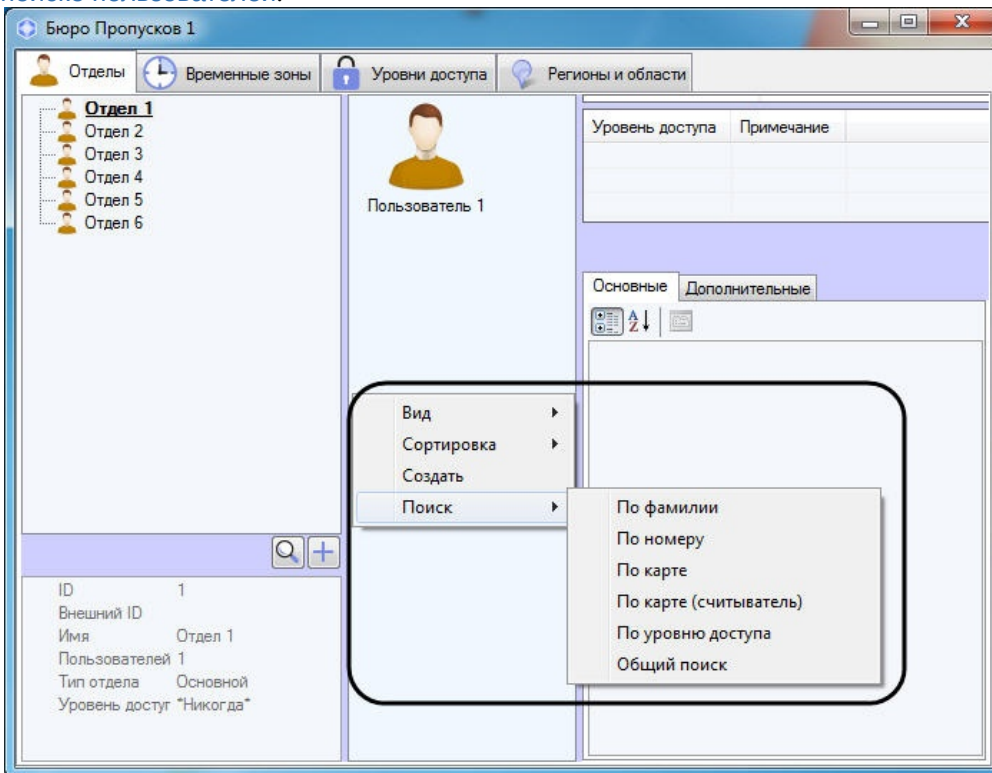 поиске пользователей.
Бюро Пропусков 1
Отделы
Временные зоны
Уровни доступа
Регионы и области
Отдел 1
Отдел 2
Отдел 3
Отдел 4
Отдел 5
Отдел 6
Пользователь 1
Уровень доступа
Примечание
Основные
Дополнительные
Вид
Сортировка
Создать
Поиск
По фамилии
По номеру
По карте
По карте (считыватель)
По уровню доступа
Общий поиск
ID 1
Внешний ID
Имя Отдел 1
Пользователей 1
Тип отдела Основной
Уровень доступ "Никогда"